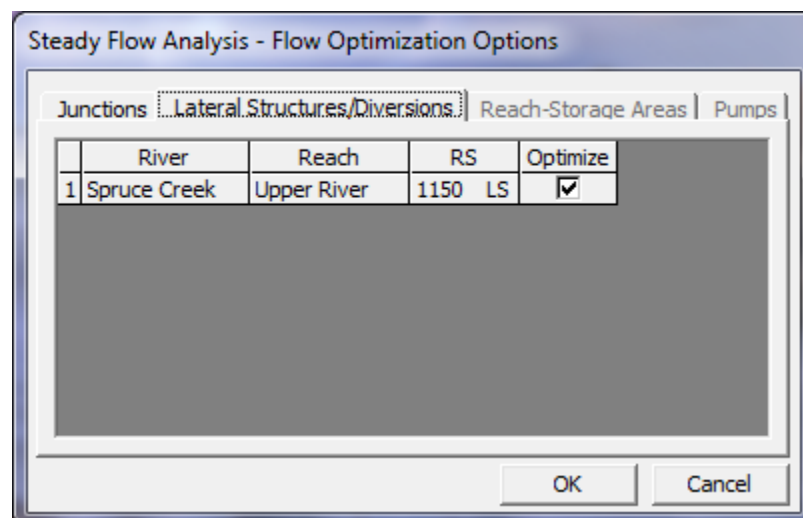 Steady Flow Analysis - Flow Optimization Options
Junctions Lateral Structures/Diversions Reach-Storage Areas Pumps
River Reach RS Optimize
1 Spruce Creek Upper River 1150 LS
OK Cancel